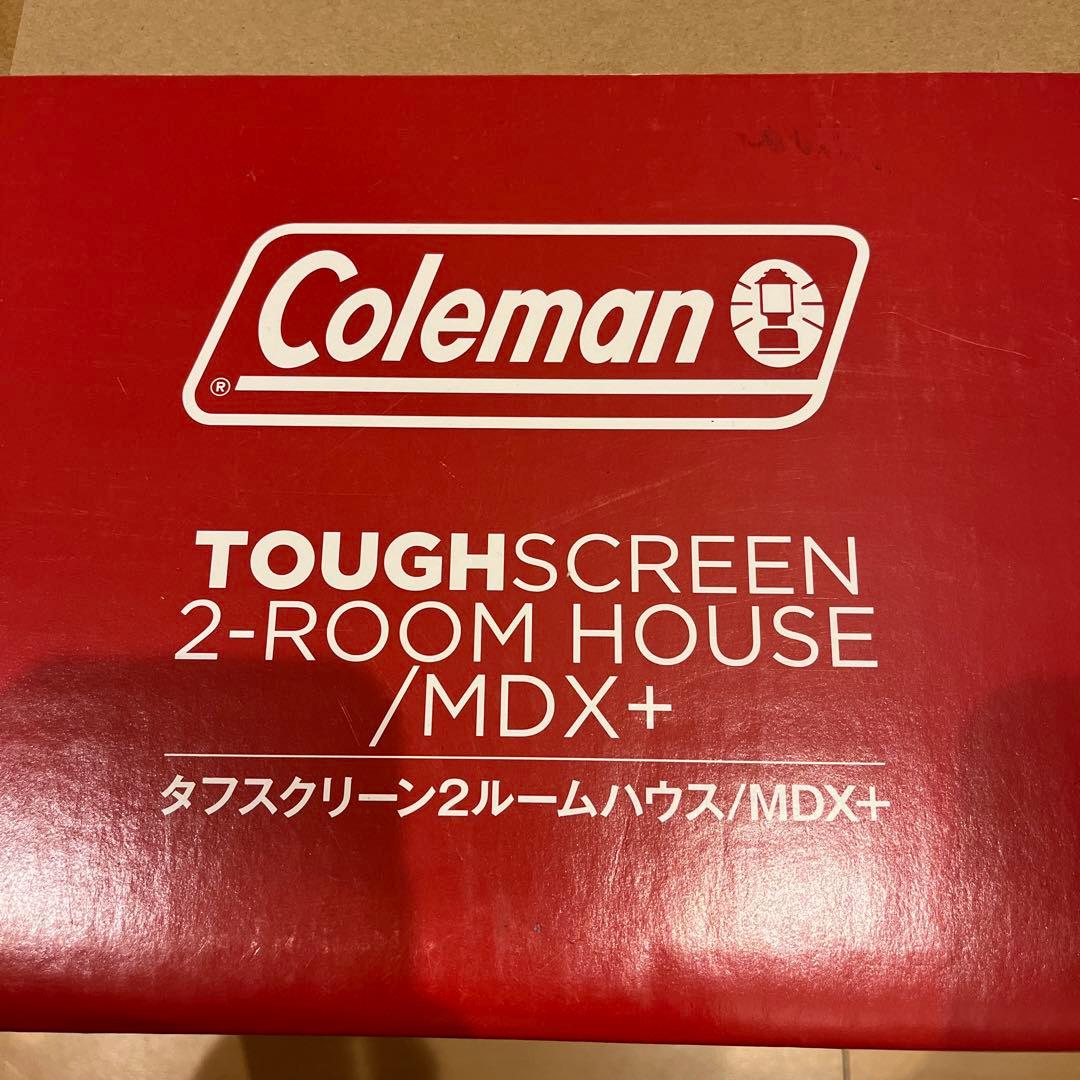 Coleman
®
TOUGHSCREEN
2-ROOM HOUSE
/MDX+
タフスクリーン2ルームハウス/MDX+